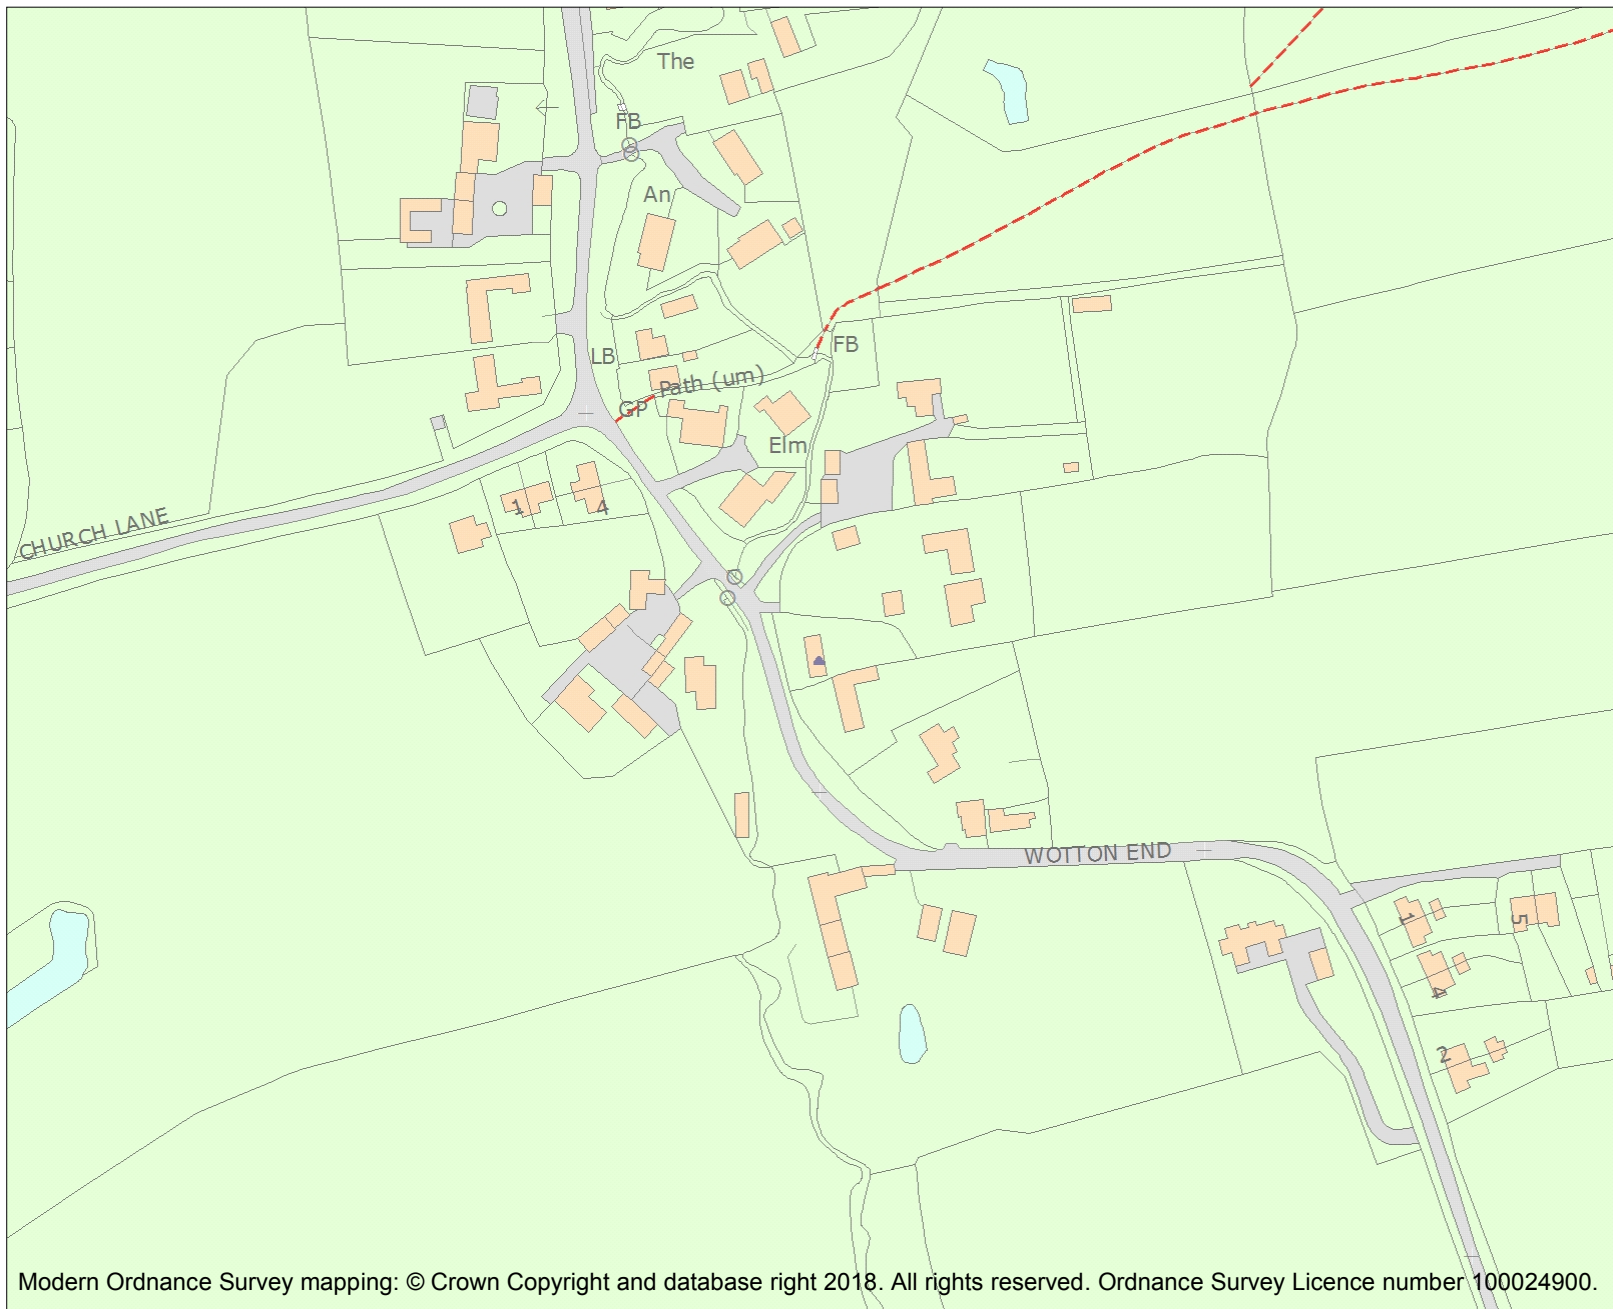 The
FB
An
LB
FB
Path (um)
GP
Elm
1
4
CHURCH LANE
WOTTON END
1
5
4
2
Modern Ordnance Survey mapping: © Crown Copyright and database right 2018. All rights reserved. Ordnance Survey Licence number 100024900.